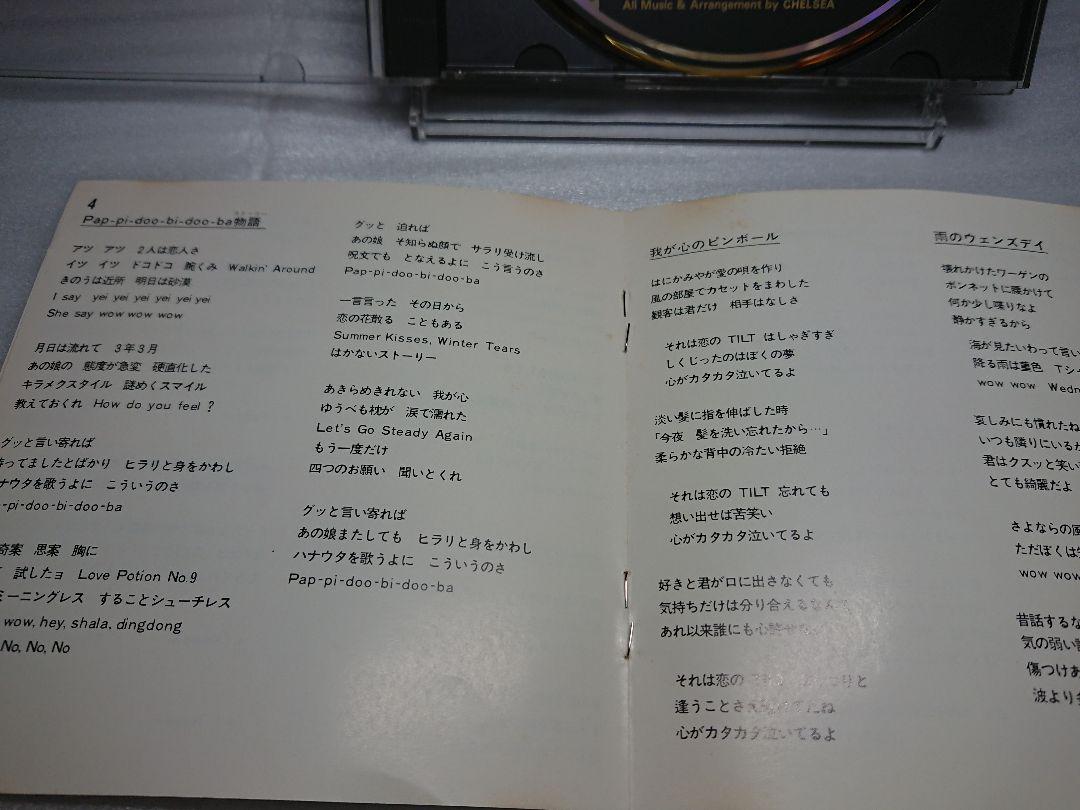 All Music & Arrangement by CHELSEA
4
Pap-pi-doo-bi-doo-ba物語
アツ アツ 2人は恋人さ
イツ イツ ドコドコ 腕くみ Walkin' Around
きのうは近所 明日は砂漠
I say yei yei yei yei yei yei
She say wow wow wow
月日は流れて 3年3月
あの娘の 態度が急変 硬直化した
キラメクスタイル 謎めくスマイル
教えておくれ How do you feel ?
グッと言い寄れば
待ってましたとばかり ヒラリと身をかわし
ハナウタを歌うよに こういうのさ
-pi-doo-bi-doo-ba
奇案 思案 胸に
試したョ Love Potion No.9
ミーニングレス することシューチレス
wow, hey, shala, dingdong
No, No, No
グッと 迫れば
あの娘 そ知らぬ顔で サラリ受け流し
呪文でも となえるよに こう言うのさ
Pap-pi-doo-bi-doo-ba
一言言った その日から
恋の花散る こともある
Summer Kisses, Winter Tears
はかないストーリー
あきらめきれない 我が心
ゆうべも枕が 涙で濡れた
Let's Go Steady Again
もう一度だけ
四つのお願い 聞いとくれ
グッと言い寄れば
あの娘またしても ヒラリと身をかわし
ハナウタを歌うよに こういうのさ
Pap-pi-doo-bi-doo-ba
我が心のピンボール
はにかみやが愛の唄を作り
風の部屋でカセットをまわした
観客は君だけ 相手はなしさ
それは恋の TILT はしゃぎすぎ
しくじったのはぼくの夢
心がカタカタ泣いてるよ
淡い髪に指を伸ばした時
「今夜 髪を洗い忘れたから…」
柔らかな背中の冷たい拒絶
それは恋の TILT 忘れても
想い出せば苦笑い
心がカタカタ泣いてるよ
好きと君が口に出さなくても
気持ちだけは分り合えるなんて
あれ以来誰にも心許せ
それは恋の
逢うことさえ
心がカタカタ泣いてるよ
雨のウェンズデイ
壊れかけたワーゲンの
ボンネットに腰かけて
何か少し喋りなよ
静かすぎるから
海が見たいわって言い
降る雨は菫色 Tシ
wow wow Wedn
哀しみにも慣れたね
いつも隣りにいるか
君はクスッと笑い
とても綺麗だよ
さよならの風
ただぼくは
wow wow
昔話するな
気の弱い
傷つけあ
波より